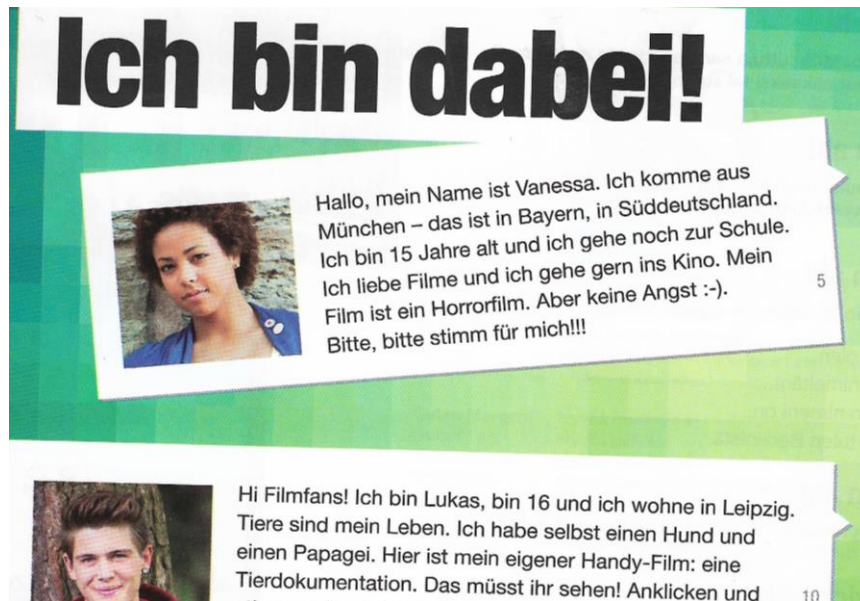 Ich bin dabei!
Hallo, mein Name ist Vanessa. Ich komme aus
München – das ist in Bayern, in Süddeutschland.
Ich bin 15 Jahre alt und ich gehe noch zur Schule.
Ich liebe Filme und ich gehe gern ins Kino. Mein
Film ist ein Horrorfilm. Aber keine Angst :-).
5
Bitte, bitte stimm für mich!!!
Hi Filmfans! Ich bin Lukas, bin 16 und ich wohne in Leipzig.
Tiere sind mein Leben. Ich habe selbst einen Hund und
einen Papagei. Hier ist mein eigener Handy-Film: eine
Tierdokumentation. Das müsst ihr sehen! Anklicken und
10